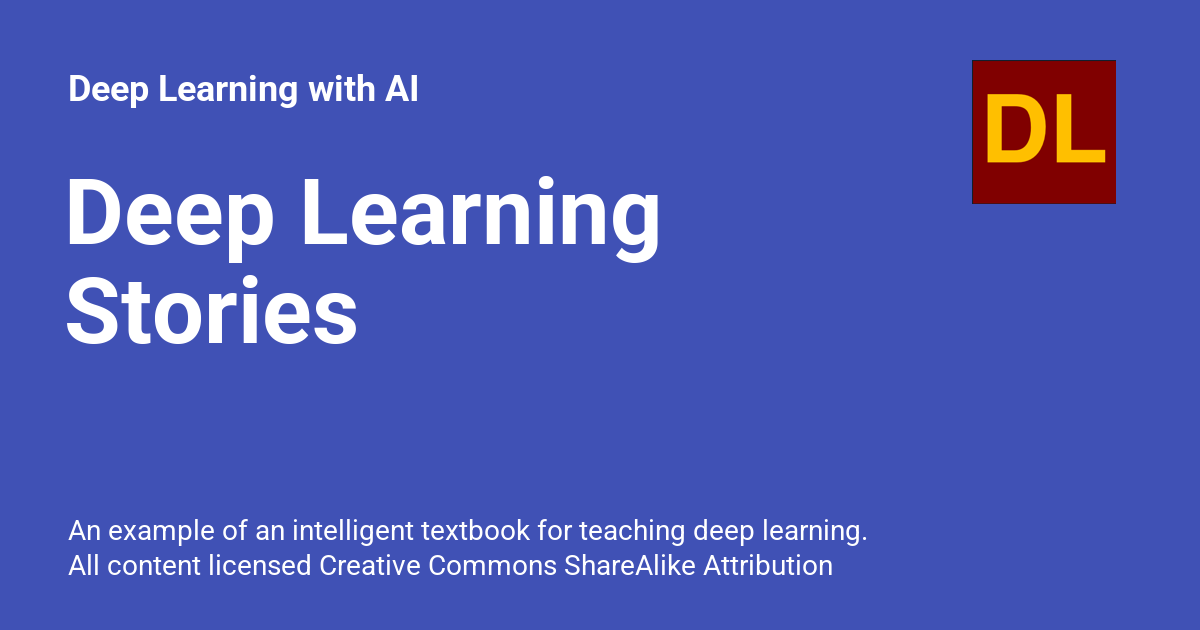 Deep Learning with AI
DL
Deep Learning
Stories
An example of an intelligent textbook for teaching deep learning.
All content licensed Creative Commons ShareAlike Attribution